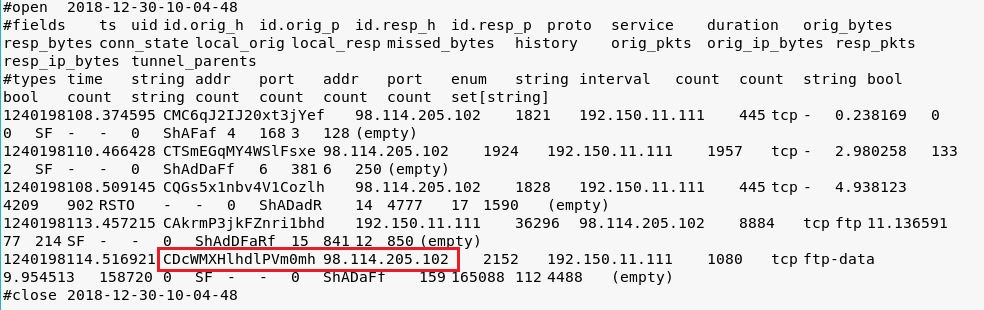 #open 2018-12-30-10-04-48
#fields ts uid id.orig_h id.orig_p id.resp_h id.resp_p proto service duration orig_bytes
resp_bytes conn_state local_orig local_resp missed_bytes history orig_pkts orig_ip_bytes resp_pkts
resp_ip_bytes tunnel_parents
#types time string addr port addr port enum string interval count count string bool
bool count string count count count count set[string]
1240198108.374595 CMC6qJ2IJ20xt3jYef 98.114.205.102 1821 192.150.11.111 445 tcp - 0.238169 0
0 SF - - 0 ShAFaf 4 168 3 128 (empty)
1240198110.466428 CTSmEGqMY4WSlFsxe 98.114.205.102 1924 192.150.11.111 1957 tcp - 2.980258 133
2 SF - - 0 ShAdDaFf 6 381 6 250 (empty)
1240198108.509145 CQGs5x1nbv4V1Cozlh 98.114.205.102 1828 192.150.11.111 445 tcp - 4.938123
4209 902 RSTO - - 0 ShADadR 14 4777 17 1590 (empty)
1240198113.457215 CAkrmP3jkFZnri1bhd 192.150.11.111 36296 98.114.205.102 8884 tcp ftp 11.136591
77 214 SF - - 0 ShAdDFaRf 15 841 12 850 (empty)
1240198114.516921 CDcWMXHlhdlPVm0mh 98.114.205.102 2152 192.150.11.111 1080 tcp ftp-data
9.954513 158720 0 SF - - 0 ShADaFf 159 165088 112 4488 (empty)
#close 2018-12-30-10-04-48